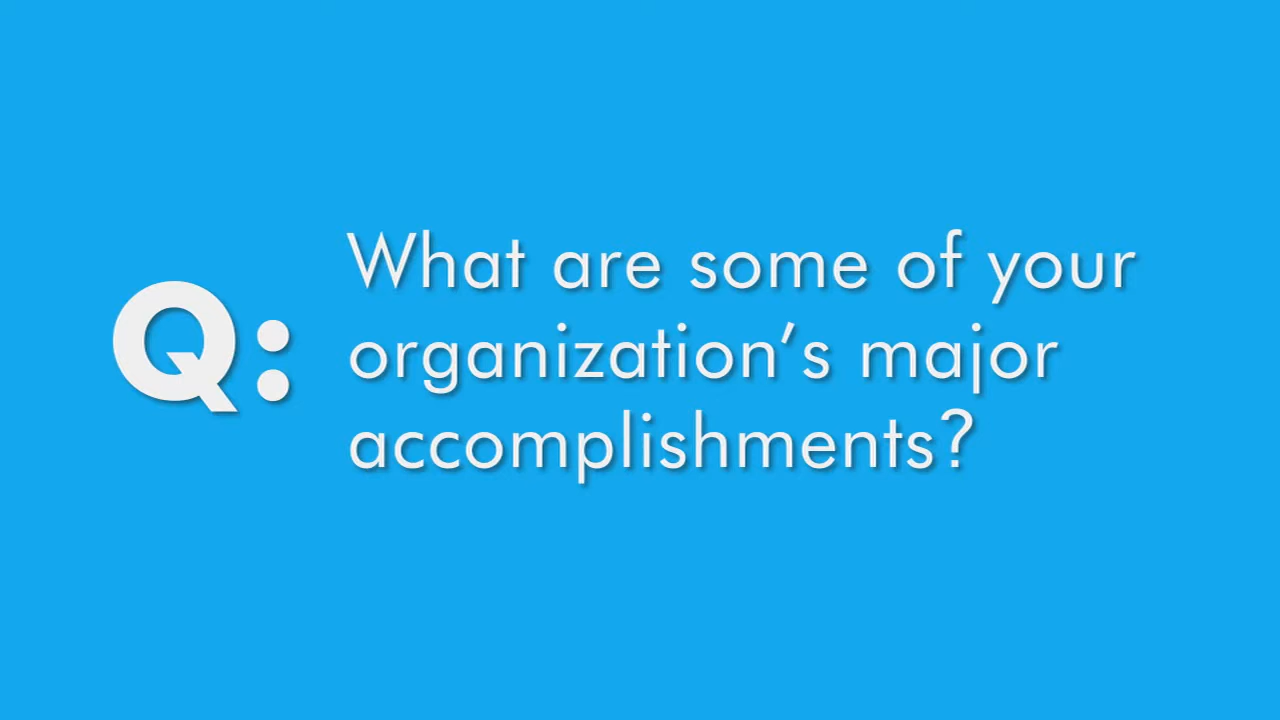 Q:
What are some of your
organization’s major
accomplishments?